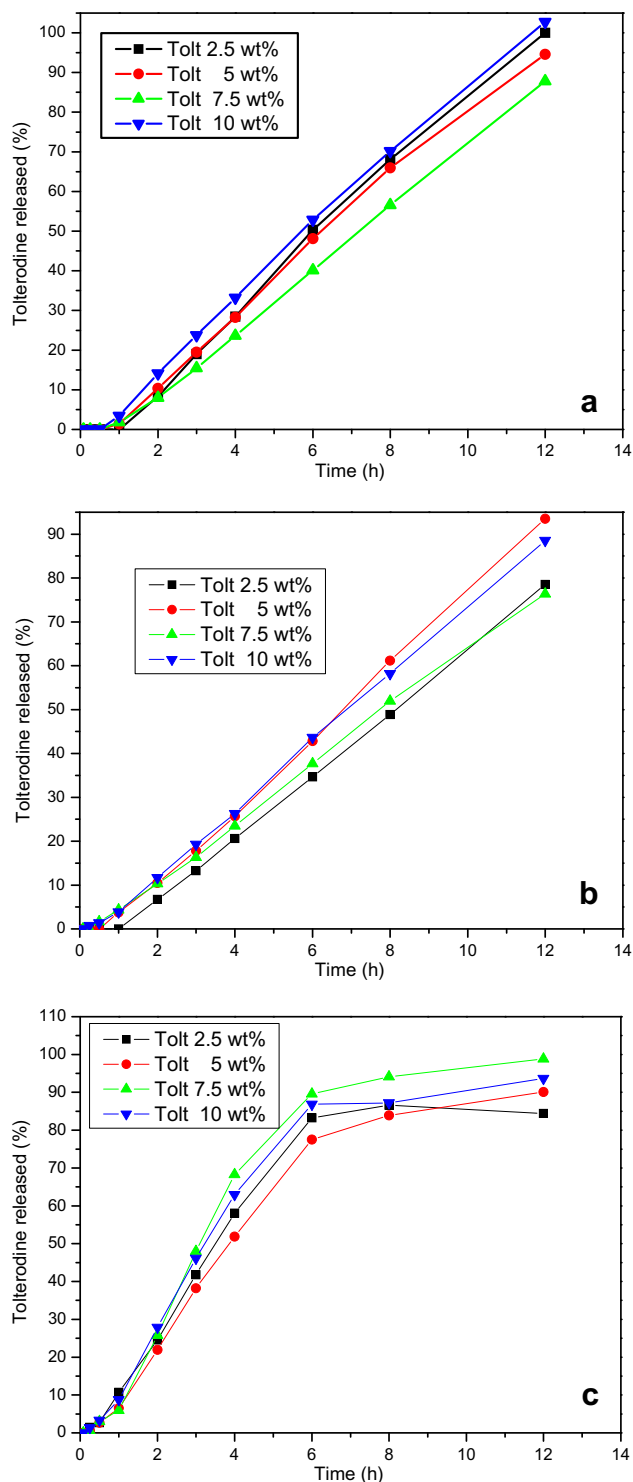 100
90
80
70
60
50
40
30
20
10
0
Tolterodine released (%)
Tolt 2.5 wt%
Tolt 5 wt%
Tolt 7.5 wt%
Tolt 10 wt%
a
0 2 4 6 8 10 12 14
Time (h)
90
80
70
60
50
40
30
20
10
0
Tolterodine released (%)
Tolt 2.5 wt%
Tolt 5 wt%
Tolt 7.5 wt%
Tolt 10 wt%
b
0 2 4 6 8 10 12 14
Time (h)
110
100
90
80
70
60
50
40
30
20
10
0
Tolterodine released (%)
Tolt 2.5 wt%
Tolt 5 wt%
Tolt 7.5 wt%
Tolt 10 wt%
c
0 2 4 6 8 10 12 14
Time (h)